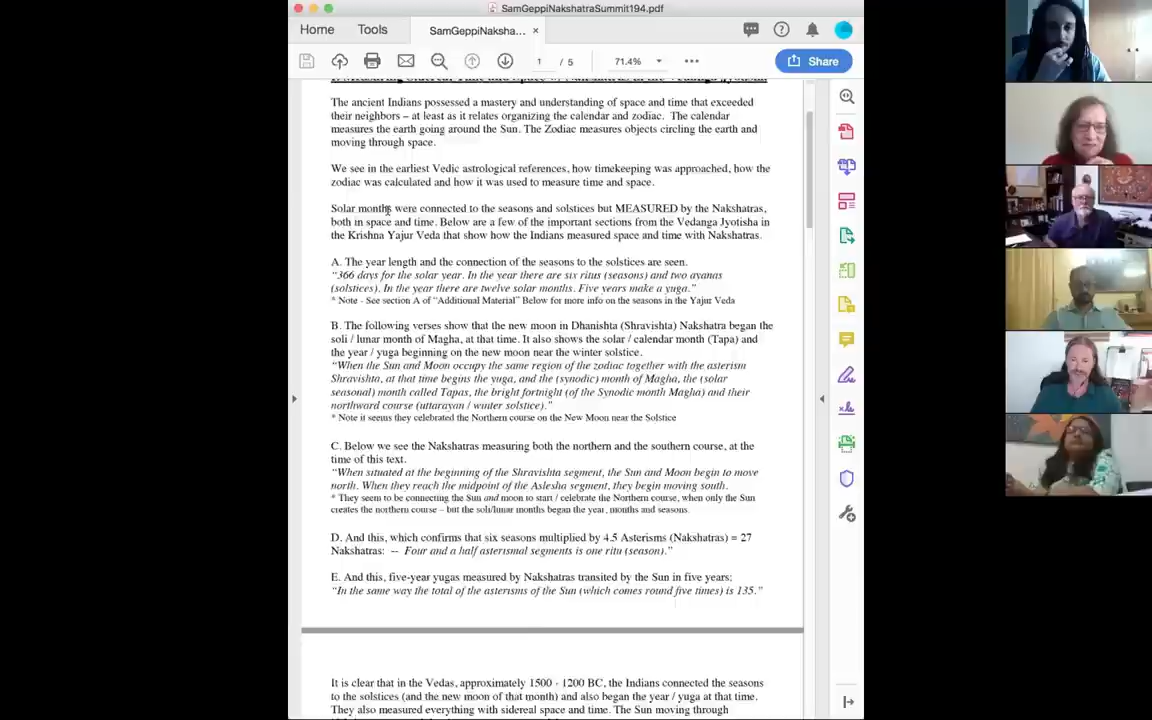 SamGeppiNakshatraSummit194.pdf
Home
Tools
SamGeppiNaksha...
1 / 5
71.4%
Share
The ancient Indians possessed a mastery and understanding of space and time that exceeded
their neighbors – at least as it relates organizing the calendar and zodiac. The calendar
measures the earth going around the Sun. The Zodiac measures objects circling the earth and
moving through space.
We see in the earliest Vedic astrological references, how timekeeping was approached, how the
zodiac was calculated and how it was used to measure time and space.
Solar months were connected to the seasons and solstices but MEASURED by the Nakshatras,
both in space and time. Below are a few of the important sections from the Vedanga Jyotisha in
the Krishna Yajur Veda that show how the Indians measured space and time with Nakshatras.
A. The year length and the connection of the seasons to the solstices are seen.
"366 days for the solar year. In the year there are six ritus (seasons) and two ayanas
(solstices). In the year there are twelve solar months. Five years make a yuga."
* Note - See section A of "Additional Material" Below for more info on the seasons in the Yajur Veda
B. The following verses show that the new moon in Dhanishta (Shravishta) Nakshatra began the
soli / lunar month of Magha, at that time. It also shows the solar / calendar month (Tapa) and
the year / yuga beginning on the new moon near the winter solstice.
"When the Sun and Moon occupy the same region of the zodiac together with the asterism
Shravishta, at that time begins the yuga, and the (synodic) month of Magha, the (solar
seasonal) month called Tapas, the bright fortnight (of the Synodic month Magha) and their
northward course (uttarayan / winter solstice)."
* Note it seems they celebrated the Northern course on the New Moon near the Solstice
C. Below we see the Nakshatras measuring both the northern and the southern course, at the
time of this text.
"When situated at the beginning of the Shravishta segment, the Sun and Moon begin to move
north. When they reach the midpoint of the Aslesha segment, they begin moving south.
* They seem to be connecting the Sun and moon to start / celebrate the Northern course, when only the Sun
creates the northern course – but the soli/lunar months began the year, months and seasons.
D. And this, which confirms that six seasons multiplied by 4.5 Asterisms (Nakshatras) = 27
Nakshatras: -- Four and a half asterismal segments is one ritu (season)."
E. And this, five-year yugas measured by Nakshatras transited by the Sun in five years;
"In the same way the total of the asterisms of the Sun (which comes round five times) is 135."
It is clear that in the Vedas, approximately 1500 - 1200 BC, the Indians connected the seasons
to the solstices (and the new moon of that month) and also began the year / yuga at that time.
They also measured everything with sidereal space and time. The Sun moving through